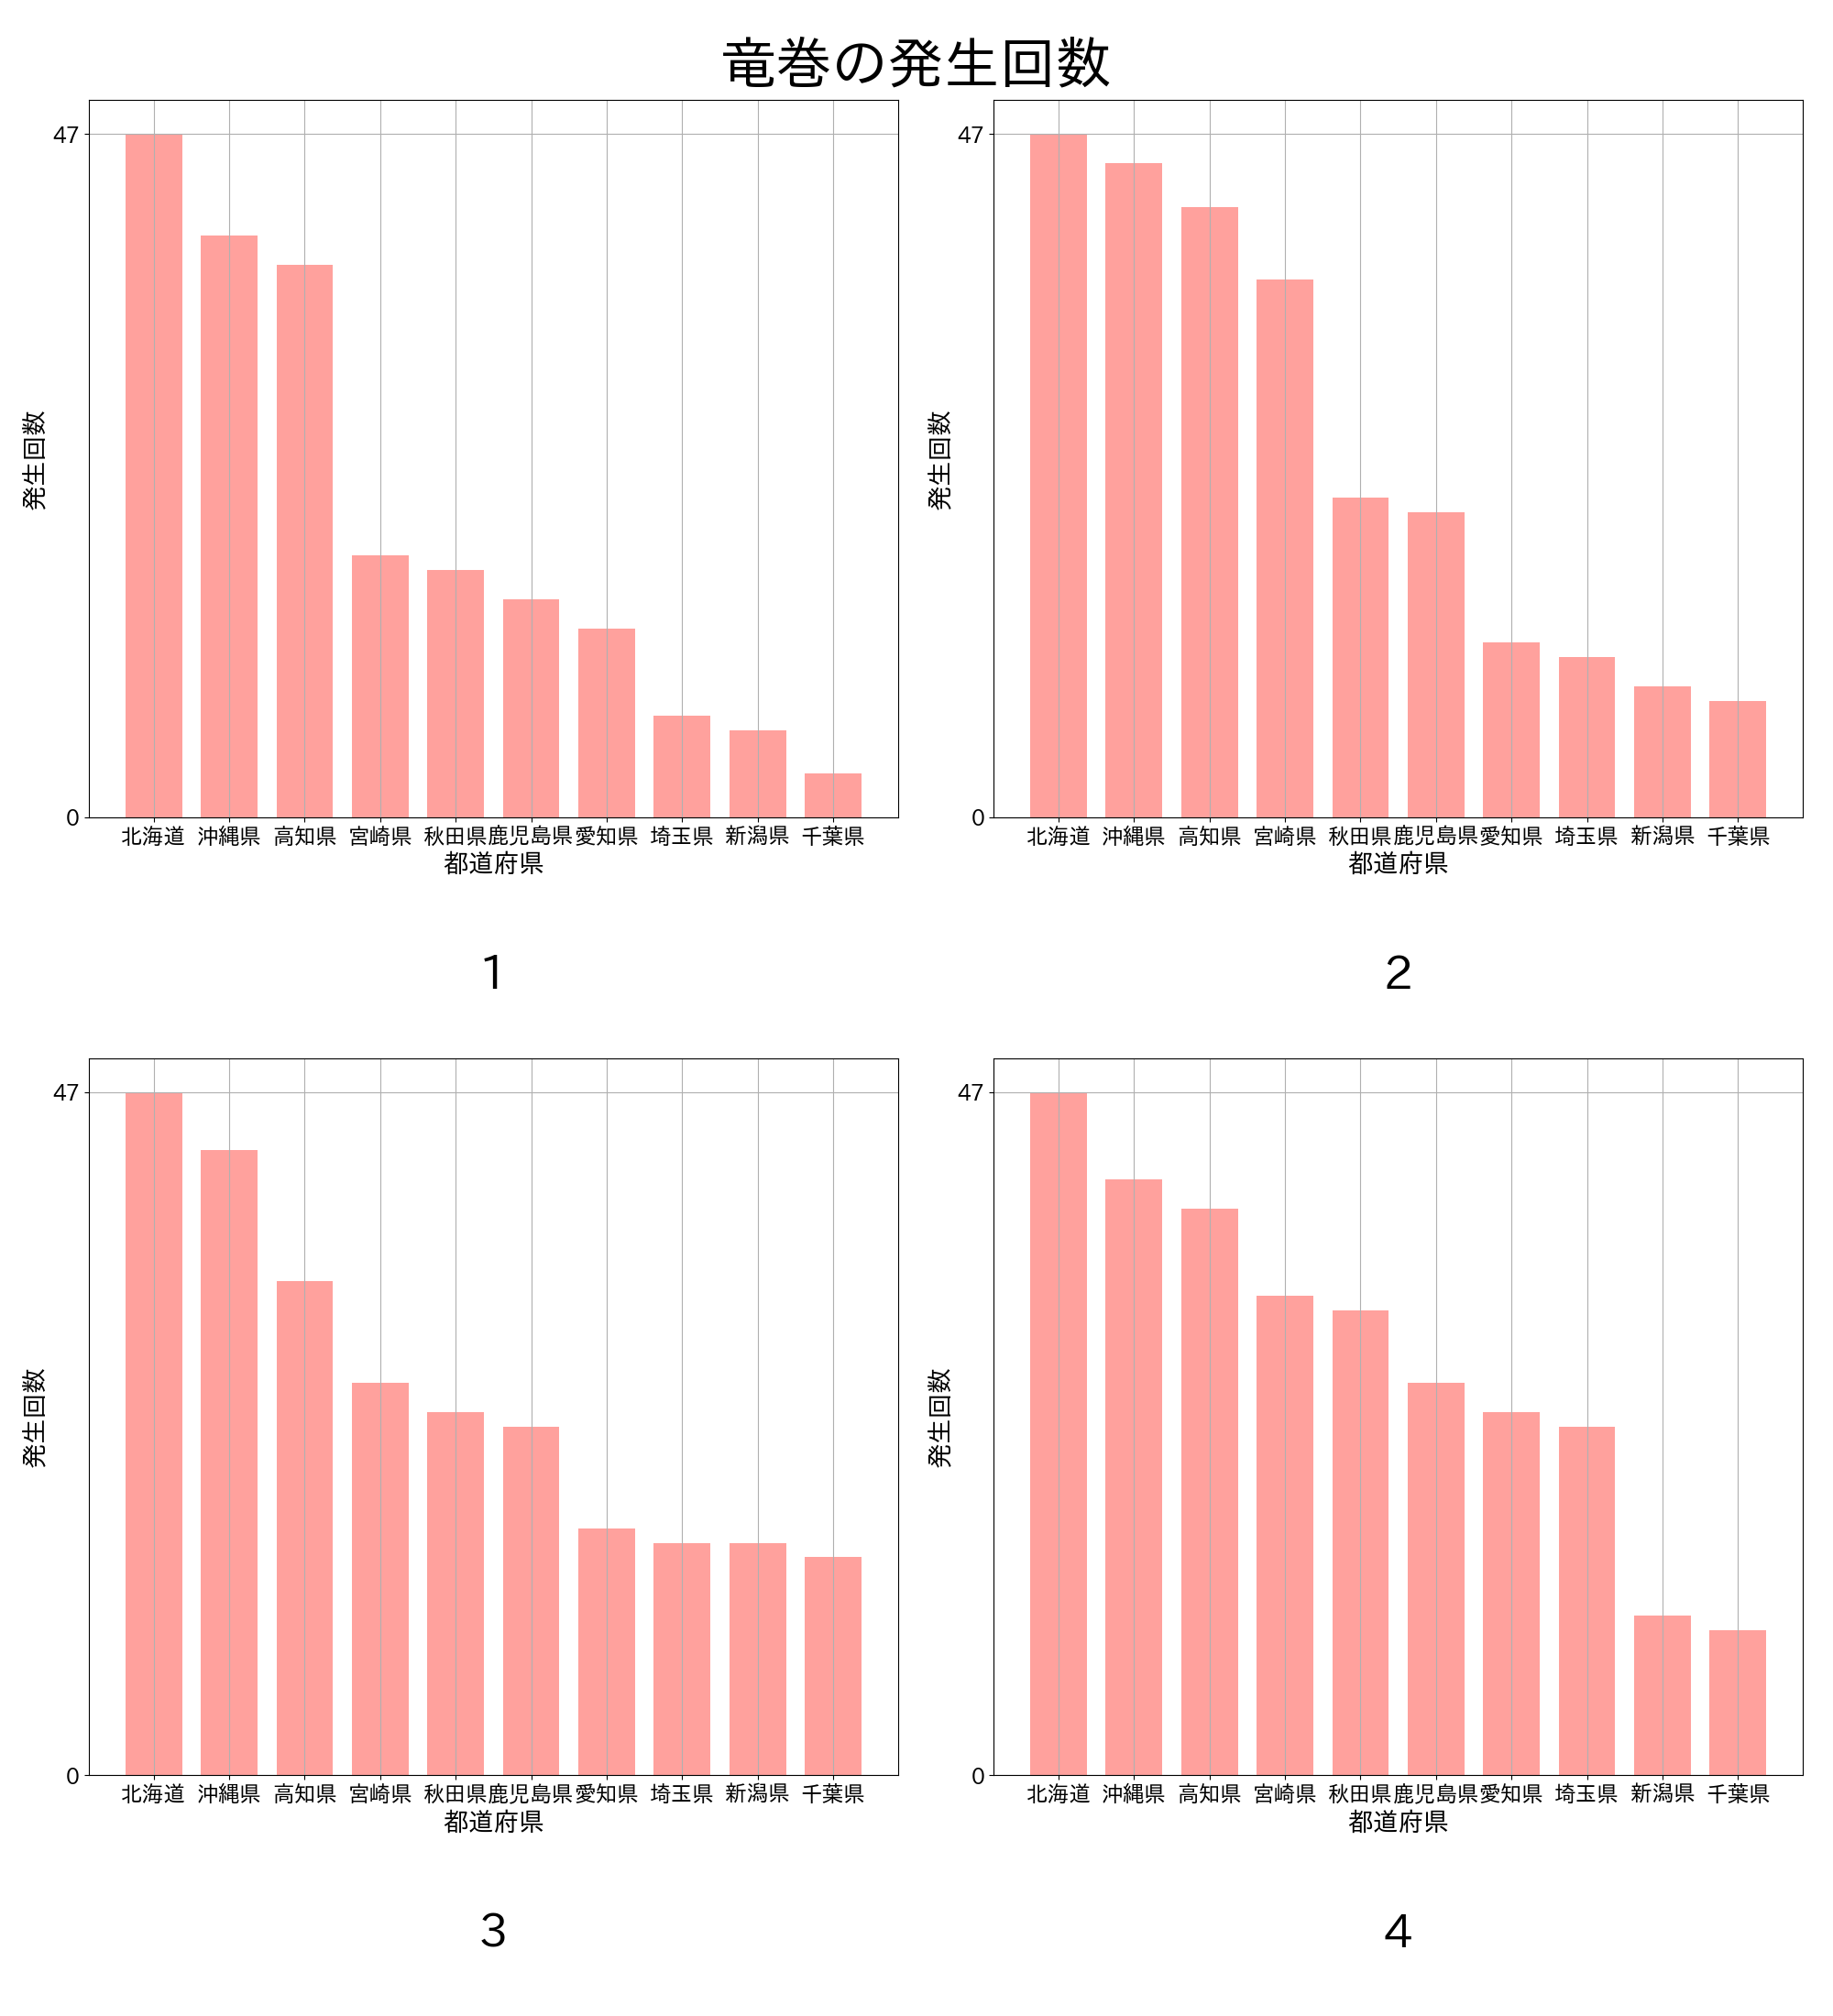 竜巻の発生回数
47
0
発生回数
北海道 沖縄県 高知県 宮崎県 秋田県 鹿児島県 愛知県 埼玉県 新潟県 千葉県
都道府県
1
47
0
発生回数
北海道 沖縄県 高知県 宮崎県 秋田県 鹿児島県 愛知県 埼玉県 新潟県 千葉県
都道府県
2
47
0
発生回数
北海道 沖縄県 高知県 宮崎県 秋田県 鹿児島県 愛知県 埼玉県 新潟県 千葉県
都道府県
3
47
0
発生回数
北海道 沖縄県 高知県 宮崎県 秋田県 鹿児島県 愛知県 埼玉県 新潟県 千葉県
都道府県
4